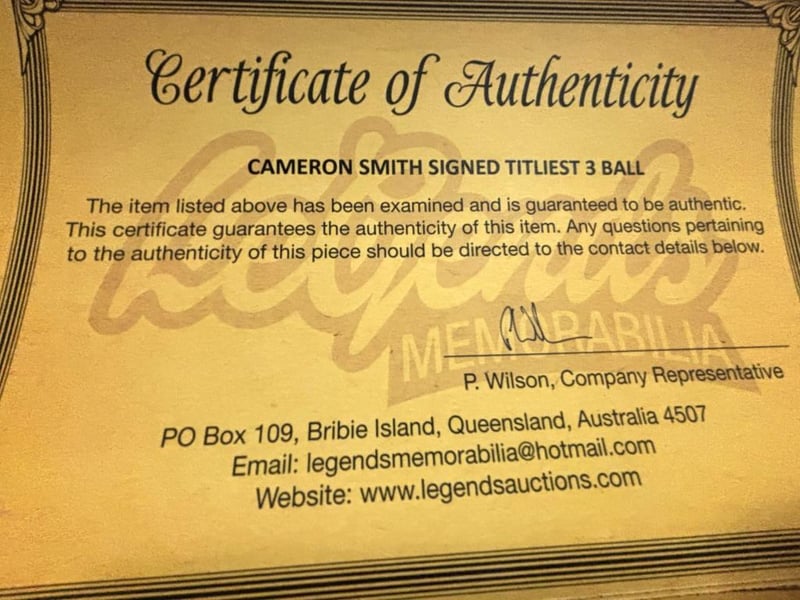 Certificate of Authenticity
CAMERON SMITH SIGNED TITLIEST 3 BALL
The item listed above has been examined and is guaranteed to be authentic.
This certificate guarantees the authenticity of this item. Any questions pertaining
to the authenticity of this piece should be directed to the contact details below.
Legends
MEMORABILIA
P. Wilson, Company Representative
PO Box 109, Bribie Island, Queensland, Australia 4507
Email: legendsmemorabilia@hotmail.com
Website: www.legendsauctions.com